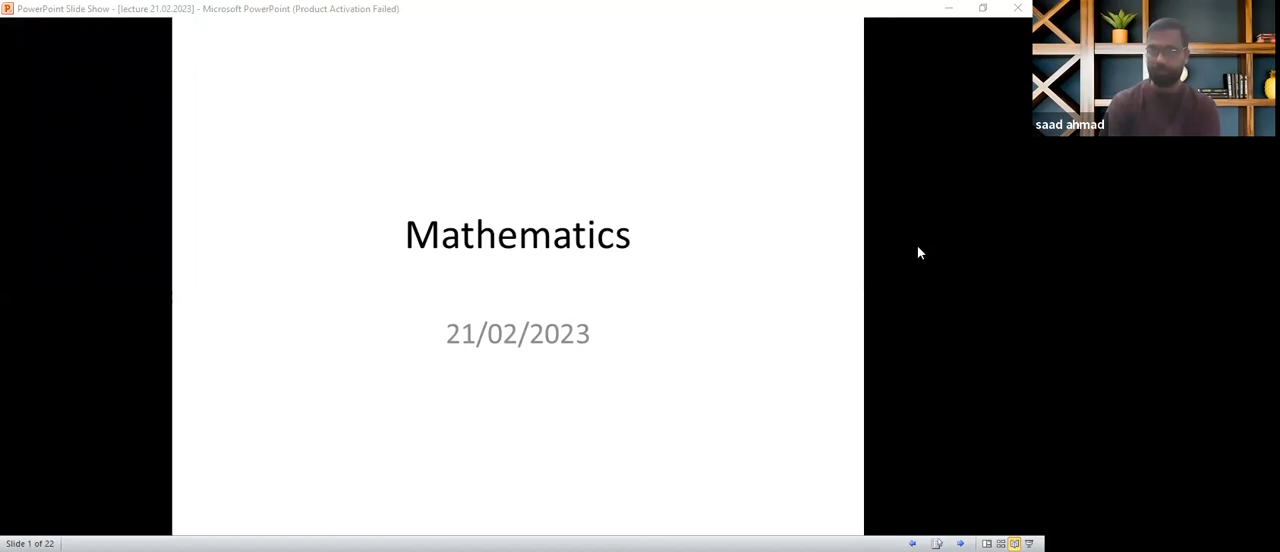 PowerPoint Slide Show - [lecture 21.02.2023] - Microsoft PowerPoint (Product Activation Failed)
saad ahmad
Mathematics
21/02/2023
Slide 1 of 22